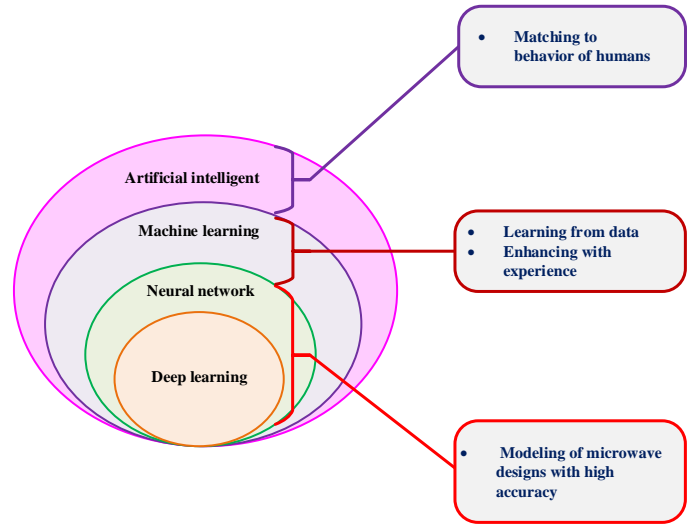 • Matching to
behavior of humans
Artificial intelligent
Machine learning
• Learning from data
• Enhancing with
experience
Neural network
Deep learning
• Modeling of microwave
designs with high
accuracy